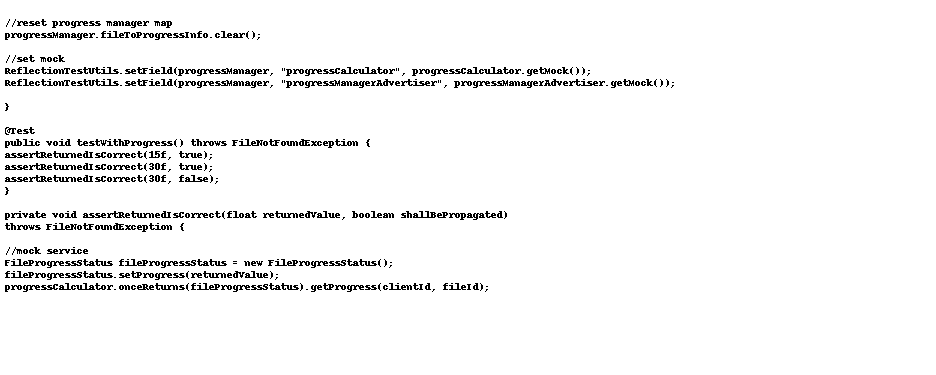 //reset progress manager map
progressManager.fileToProgressInfo.clear();
//set mock
ReflectionTestUtils.setField(progressManager, "progressCalculator", progressCalculator.getMock());
ReflectionTestUtils.setField(progressManager, "progressManagerAdvertiser", progressManagerAdvertiser.getMock());
}
@Test
public void testWithProgress() throws FileNotFoundException {
assertReturnedIsCorrect(15f, true);
assertReturnedIsCorrect(30f, true);
assertReturnedIsCorrect(30f, false);
}
private void assertReturnedIsCorrect(float returnedValue, boolean shallBePropagated)
throws FileNotFoundException {
//mock service
FileProgressStatus fileProgressStatus = new FileProgressStatus();
fileProgressStatus.setProgress(returnedValue);
progressCalculator.onceReturns(fileProgressStatus).getProgress(clientId, fileId);